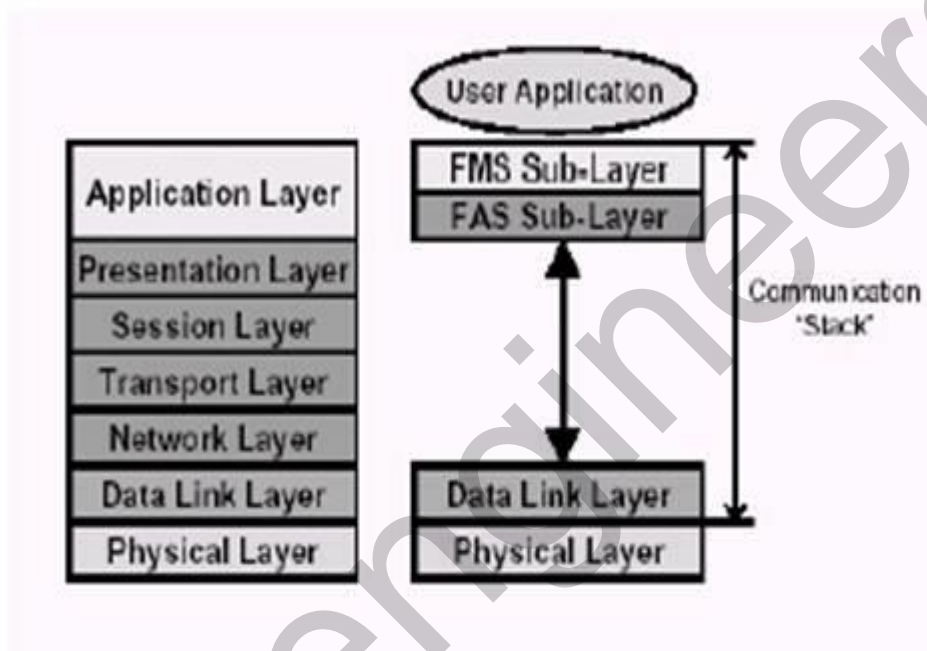 Application Layer
Presentation Layer
Session Layer
Transport Layer
Network Layer
Data Link Layer
Physical Layer
User Application
FMS Sub-Layer
FAS Sub-Layer
Data Link Layer
Physical Layer
Communication
"Stack"
engineer